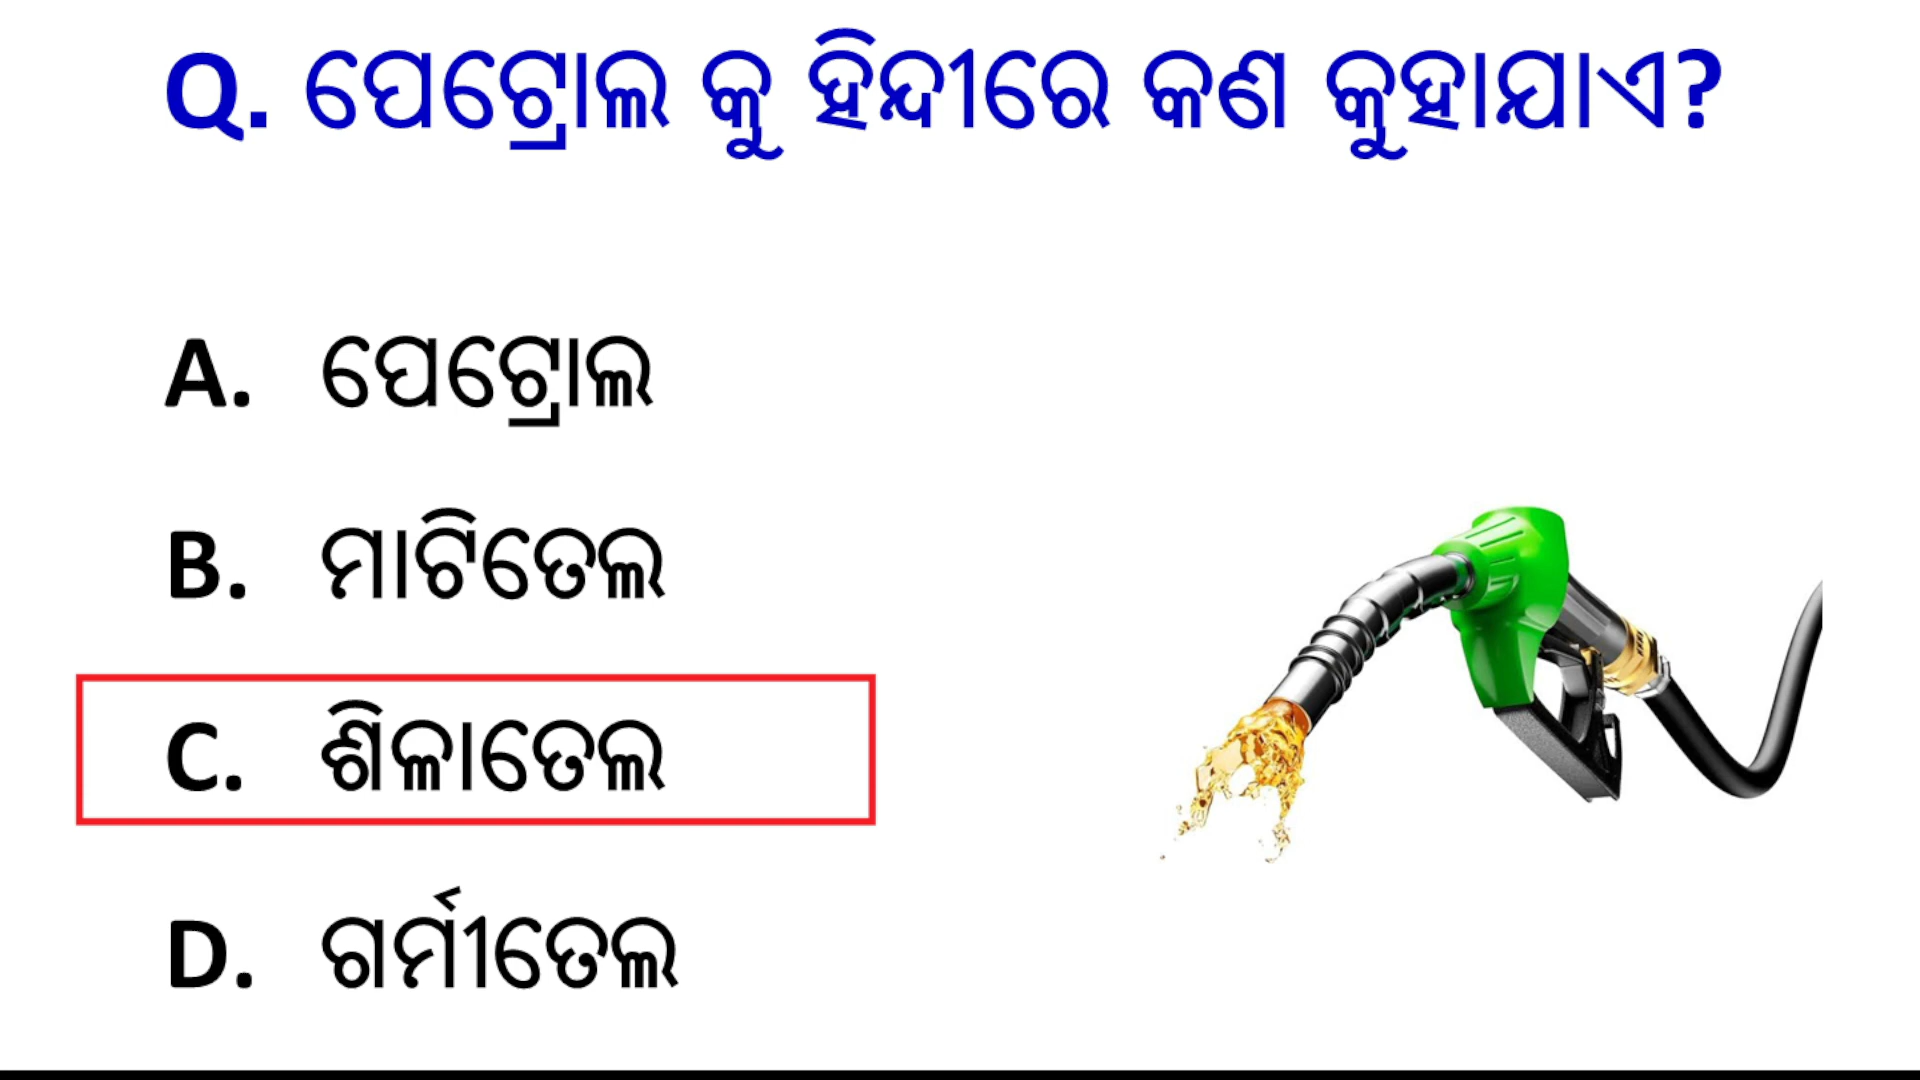 Q. ପେଟ୍ରୋଲ କୁ ହିନ୍ଦୀରେ କଣ କୁହାଯାଏ?
A. ପେଟ୍ରୋଲ
B. ମାଟିତେଲ
C. ଶିଳାତେଲ
D. ଗର୍ମୀତେଲ